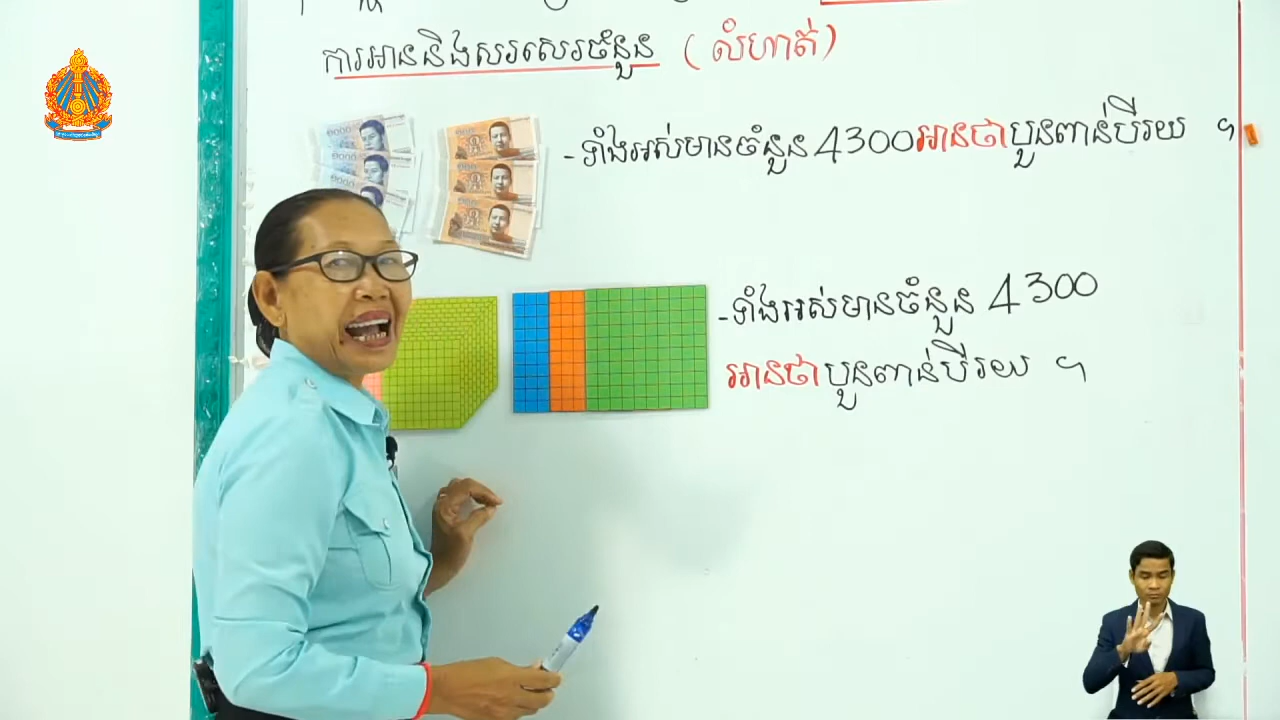 ការអាននិងសរសេរចំនួន (លំហាត់)
-ទាំងអស់មានចំនួន 4300 អានថាបួនពាន់បីរយ ។
-ទាំងអស់មានចំនួន 4300
អានថាបួនពាន់បីរយ ។